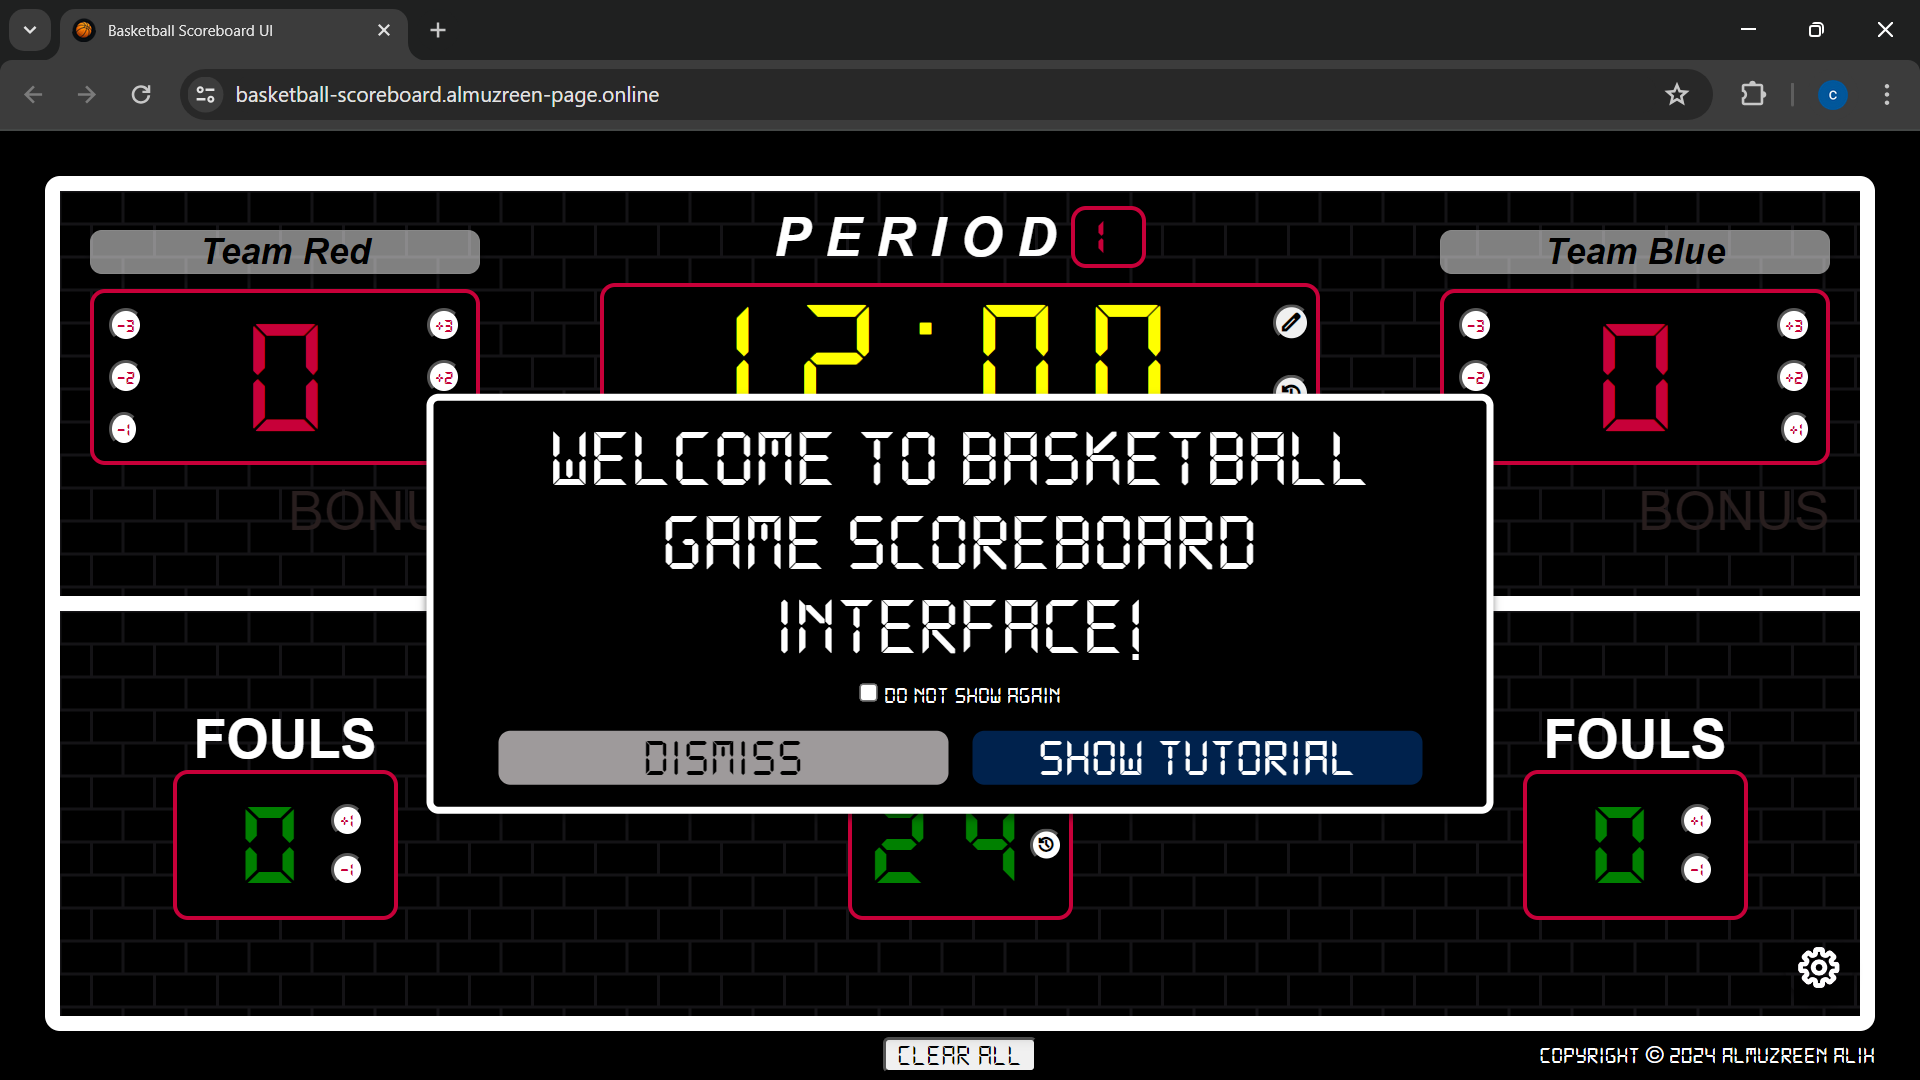 Basketball Scoreboard UI
basketball-scoreboard.almuzreen-page.online
C
PERIOD 1
Team Red
Team Blue
-3
0
+3
-2
+2
-1
12:00
-3
0
+3
-2
+2
+1
BONU
BONUS
WELCOME TO BASKETBALL
GAME SCOREBOARD
INTERFACE!
DO NOT SHOW AGAIN
DISMISS
SHOW TUTORIAL
FOULS
0
+1
-1
24
FOULS
0
+1
-1
CLEAR ALL
COPYRIGHT © 2024 ALMUZREEN ALIH